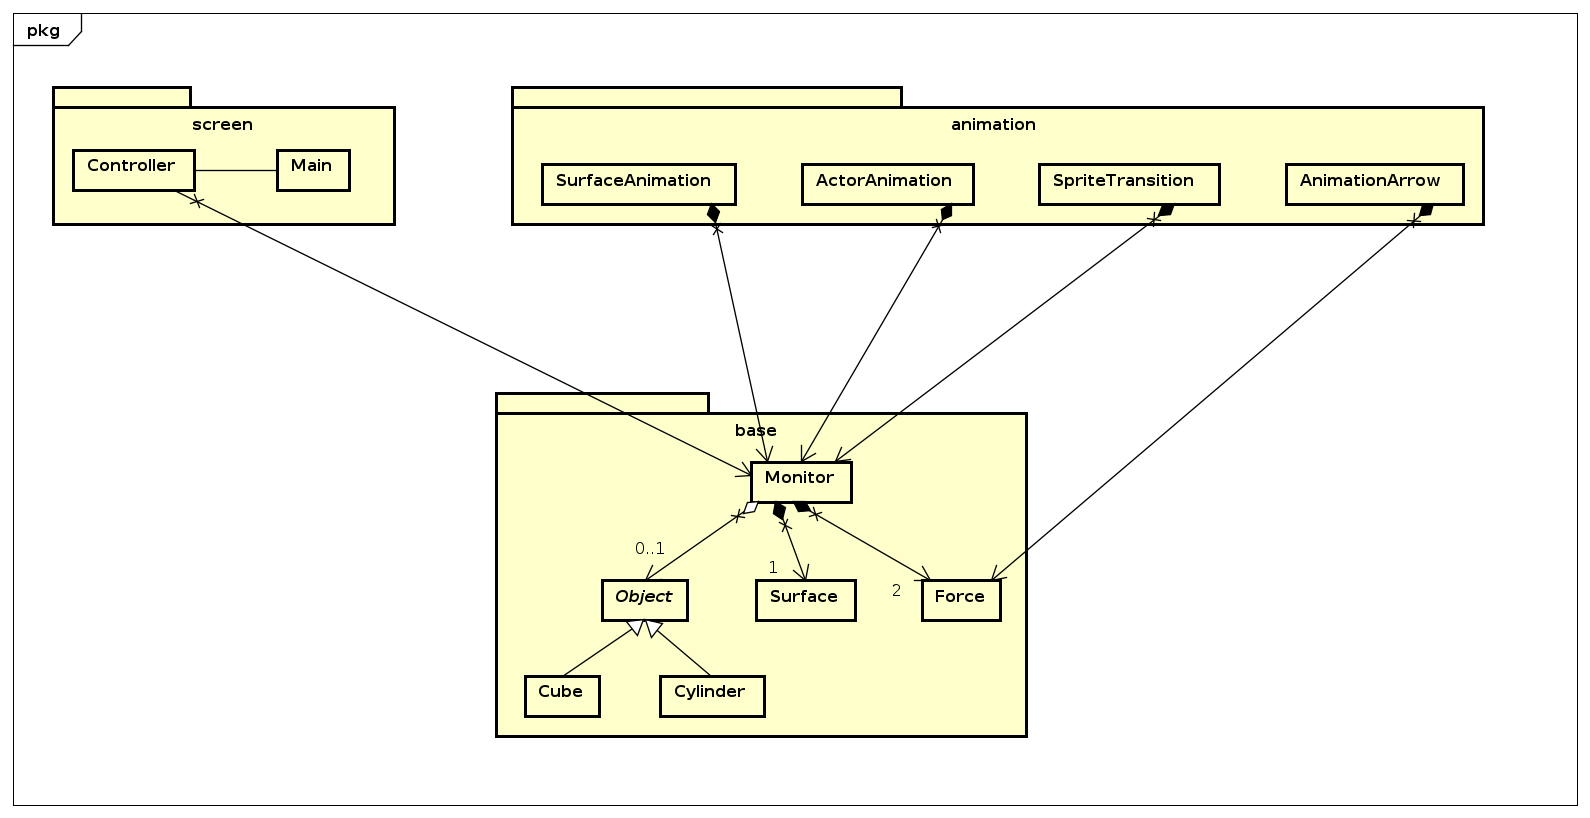 pkg
screen
Controller
Main
animation
SurfaceAnimation
ActorAnimation
SpriteTransition
AnimationArrow
base
Monitor
0..1
1
2
Object
Surface
Force
Cube
Cylinder